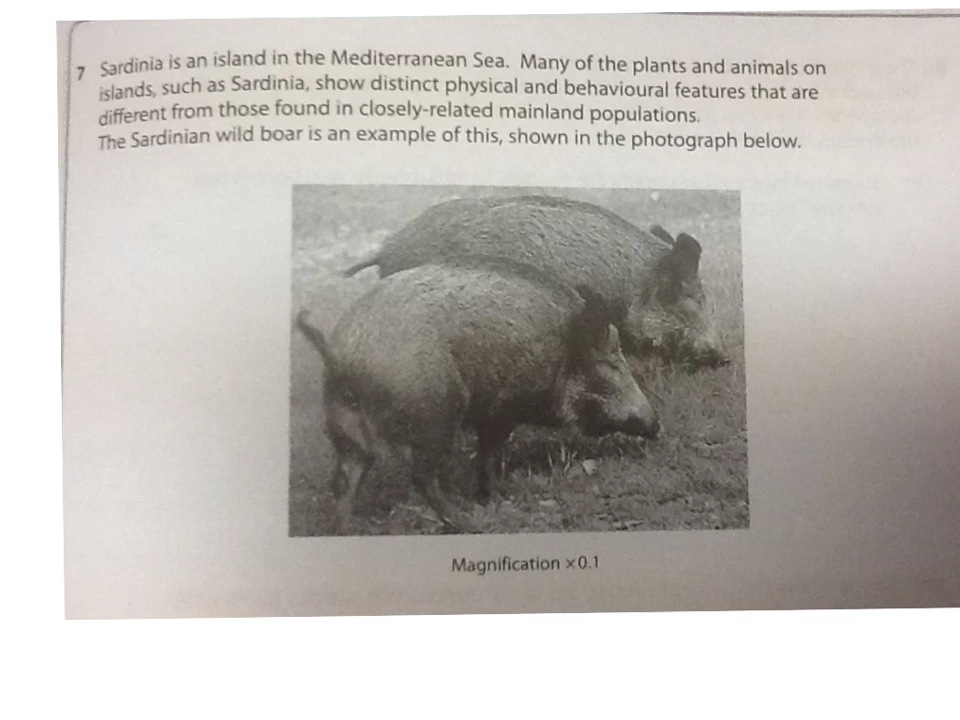 7 Sardinia is an island in the Mediterranean Sea. Many of the plants and animals on
islands, such as Sardinia, show distinct physical and behavioural features that are
different from those found in closely-related mainland populations.
The Sardinian wild boar is an example of this, shown in the photograph below.
Magnification ×0.1